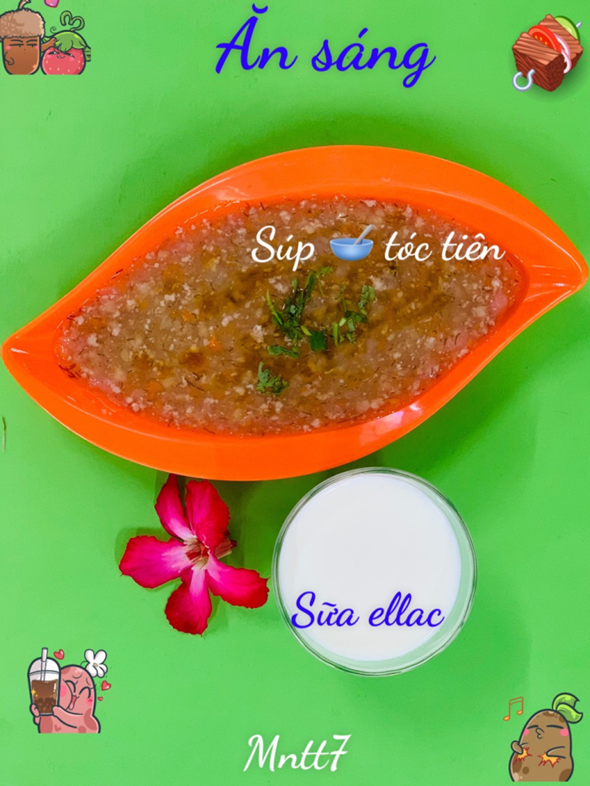 Ăn sáng
Súp 🥣 tóc tiên
Sữa ellac
Mntt7